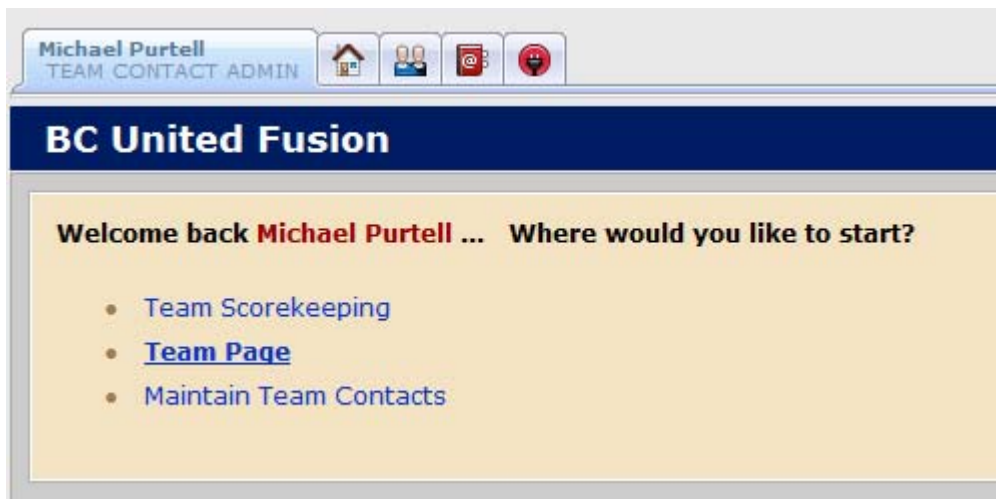 Michael Purtell
TEAM CONTACT ADMIN
BC United Fusion
Welcome back Michael Purtell ... Where would you like to start?
Team Scorekeeping
Team Page
Maintain Team Contacts